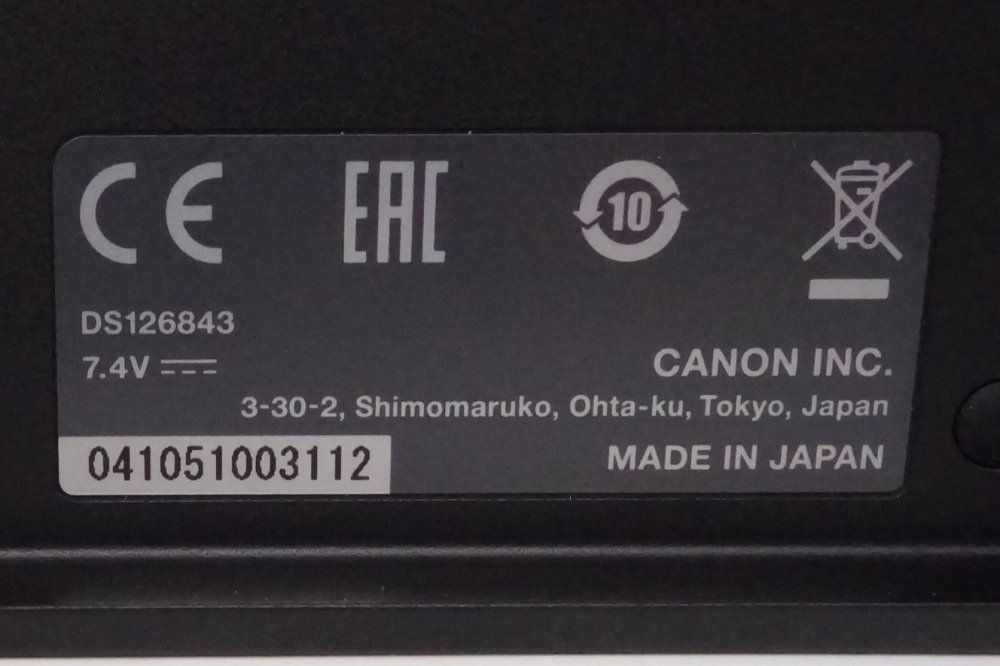 CE EAC 10
DS126843
7.4V
CANON INC.
3-30-2, Shimomaruko, Ohta-ku, Tokyo, Japan
041051003112
MADE IN JAPAN